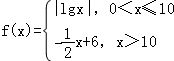 f(x)={ |lgx|, 0<x≤10
-1/2x+6, x>10